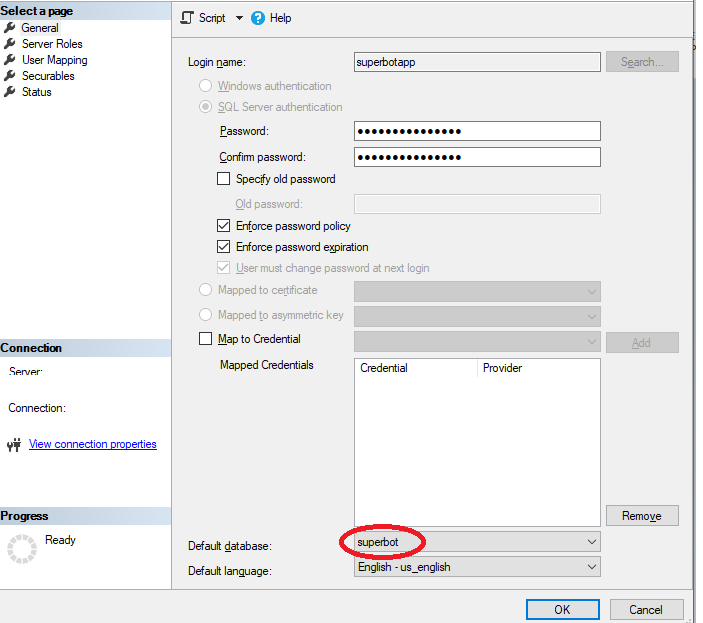 Select a page
General
Server Roles
User Mapping
Securables
Status
Connection
Server:
Connection:
View connection properties
Progress
Ready
Script
Help
Login name:
superbotapp
Search...
Windows authentication
SQL Server authentication
Password:
●●●●●●●●●●●●●●●
Confirm password:
●●●●●●●●●●●●●●●
Specify old password
Old password:
Enforce password policy
Enforce password expiration
User must change password at next login
Mapped to certificate
Mapped to asymmetric key
Map to Credential
Add
Mapped Credentials
Credential Provider
Remove
Default database:
superbot
Default language:
English - us_english
OK
Cancel